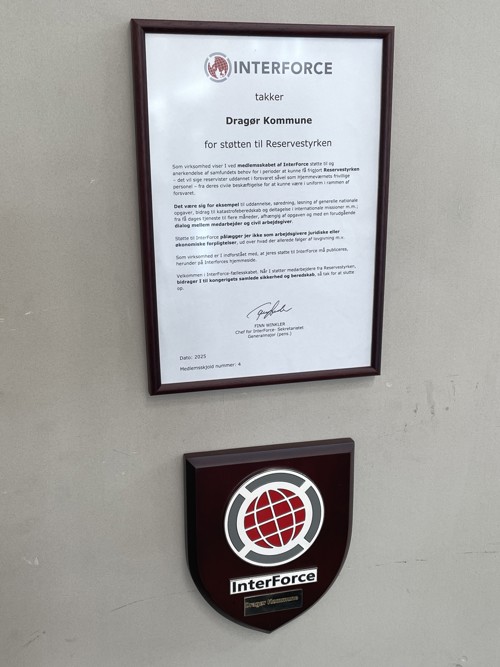 INTERFORCE
takker
Dragør Kommune
for støtten til Reservestyrken
Som virksomhed viser I ved medlemsskabet af InterForce støtte til og
anerkendelse af samfundets behov for i perioder at kunne få frigjort Reservestyrken
– det vil sige reservister uddannet i forsvaret såvel som Hjemmeværnets frivillige
personel – fra deres civile beskæftigelse for at kunne være i uniform i rammen af
forsvaret.
Det være sig for eksempel til uddannelse, søredning, løsning af generelle nationale
opgaver, bidrag til katastrofeberedskab og deltagelse i internationale missioner m.m.,
fra få dages tjeneste til flere måneder, afhængig af opgaven og med en forudgående
dialog mellem medarbejder og civil arbejdsgiver.
Støtte til InterForce pålægger jer ikke som arbejdsgivere juridiske eller
økonomiske forpligtelser, ud over hvad der allerede følger af lovgivning m.v.
Som virksomhed er I indforstået med, at jeres støtte til InterForce må publiceres,
herunder på Interforces hjemmeside.
Velkommen i InterForce-fællesskabet. Når I støtter medarbejdere fra Reservestyrken,
bidrager I til kongerigets samlede sikkerhed og beredskab, så tak for at slutte
op.
FINN WINKLER
Chef for InterForce Sekretariatet
Generalmajor (pens.)
Dato: 2025
Medlemsskjold nummer: 4
InterForce
Dragør Kommune